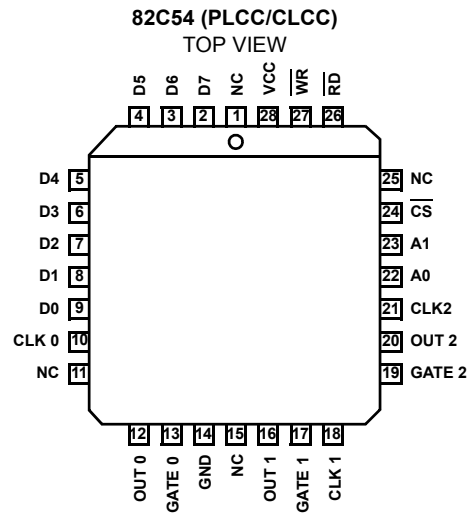 82C54 (PLCC/CLCC)
TOP VIEW
D5 D6 D7 NC VCC WR RD
4 3 2 1 28 27 26
D4 5 25 NC
D3 6 24 CS
D2 7 23 A1
D1 8 22 A0
D0 9 21 CLK2
CLK 0 10 20 OUT 2
NC 11 19 GATE 2
12 13 14 15 16 17 18
OUT 0 GATE 0 GND NC OUT 1 GATE 1 CLK 1